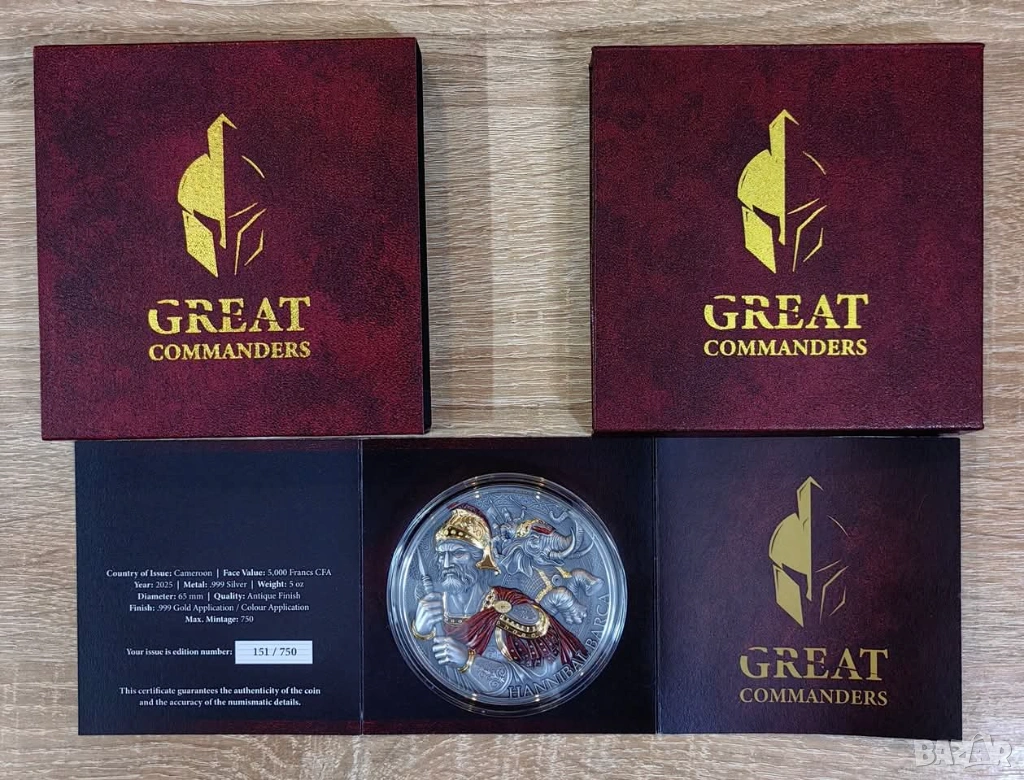 GREAT
COMMANDERS
GREAT
COMMANDERS
Country of Issue: Cameroon | Face Value: 5,000 Francs CFA
Year: 2025 | Metal: .999 Silver | Weight: 5 oz
Diameter: 65 mm | Quality: Antique Finish
Finish: .999 Gold Application / Colour Application
Max. Mintage: 750
Your issue is edition number: 151 / 750
This certificate guarantees the authenticity of the coin
and the accuracy of the numismatic details.
HANNIBAL BARCA
GREAT
COMMANDERS
BAZAR